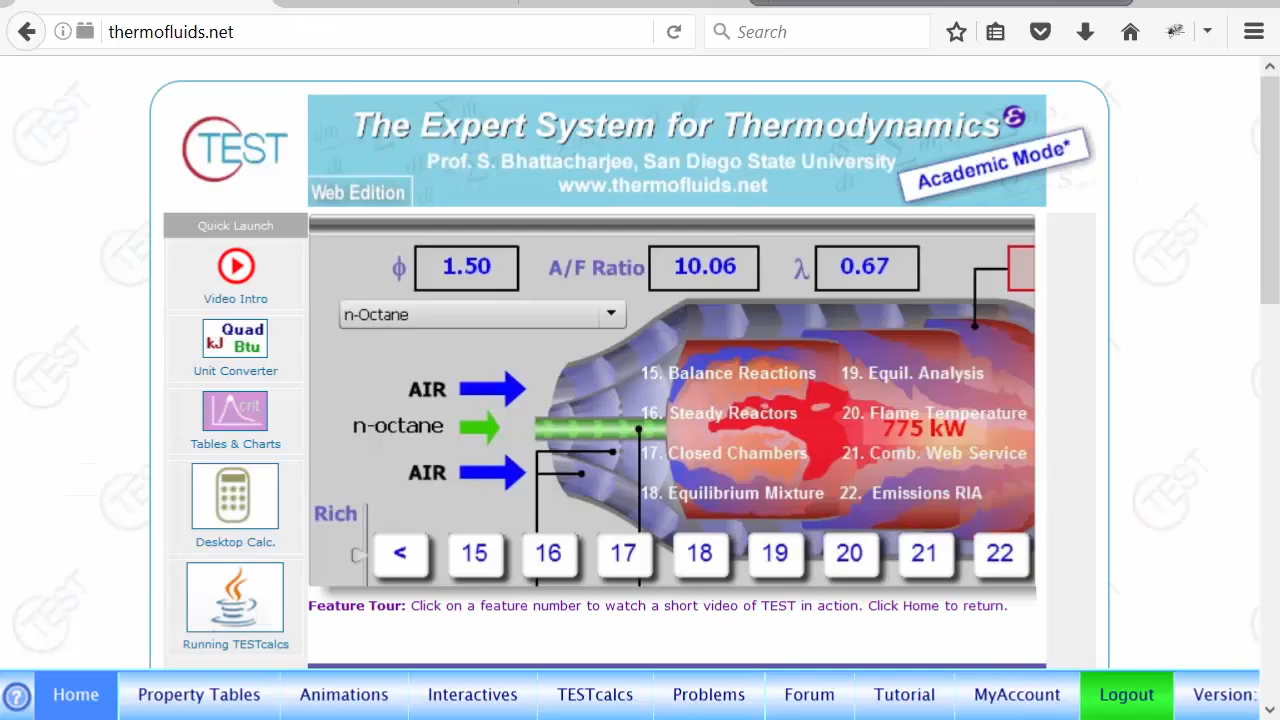 thermofluids.net
Search
TEST
The Expert System for Thermodynamics
Prof. S. Bhattacharjee, San Diego State University
www.thermofluids.net
Academic Mode*
Web Edition
Quick Launch
Video Intro
Quad
kJ
Btu
Unit Converter
crit
Tables & Charts
Desktop Calc.
Running TESTcalcs
ϕ 1.50 A/F Ratio 10.06 λ 0.67
n-Octane
AIR
n-octane
AIR
15. Balance Reactions 19. Equil. Analysis
16. Steady Reactors 20. Flame Temperature
775 kW
17. Closed Chambers 21. Comb. Web Service
18. Equilibrium Mixture 22. Emissions RIA
Rich
< 15 16 17 18 19 20 21 22
Feature Tour: Click on a feature number to watch a short video of TEST in action. Click Home to return.
? Home Property Tables Animations Interactives TESTcalcs Problems Forum Tutorial MyAccount Logout Version: